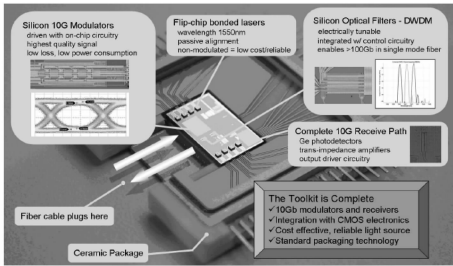 Silicon 10G Modulators
driven with on-chip circuitry
highest quality signal
low loss, low power consumption
Flip-chip bonded lasers
wavelength 1550nm
passive alignment
non-modulated = low cost/reliable
Silicon Optical Filters - DWDM
electrically tunable
integrated w/ control circuitry
enables >100Gb in single mode fiber
Complete 10G Receive Path
Ge photodetectors
trans-impedance amplifiers
output driver circuitry
Fiber cable plugs here
Ceramic Package
The Toolkit is Complete
✓10Gb modulators and receivers
✓Integration with CMOS electronics
✓Cost effective, reliable light source
✓Standard packaging technology